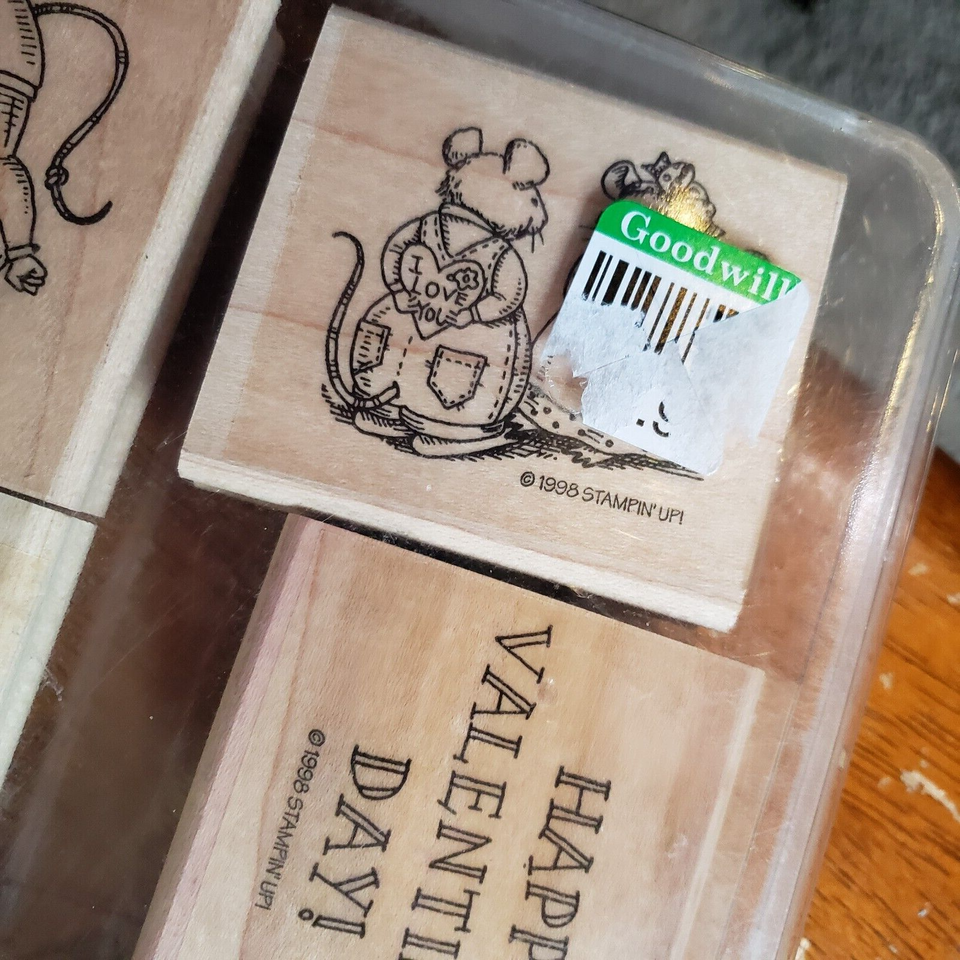 I
LOVE
YOU
Goodwill
© 1998 STAMPIN' UP!
HAPP
VALENTI
DAY!
© 1998 STAMPIN' UP!